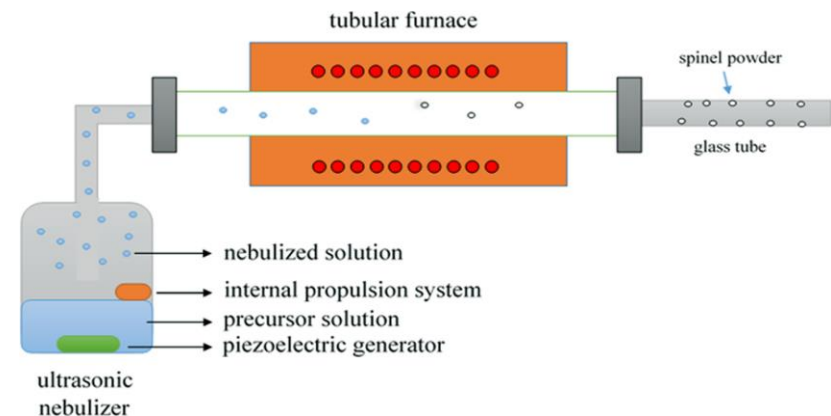 tubular furnace
spinel powder
glass tube
nebulized solution
internal propulsion system
precursor solution
piezoelectric generator
ultrasonic
nebulizer